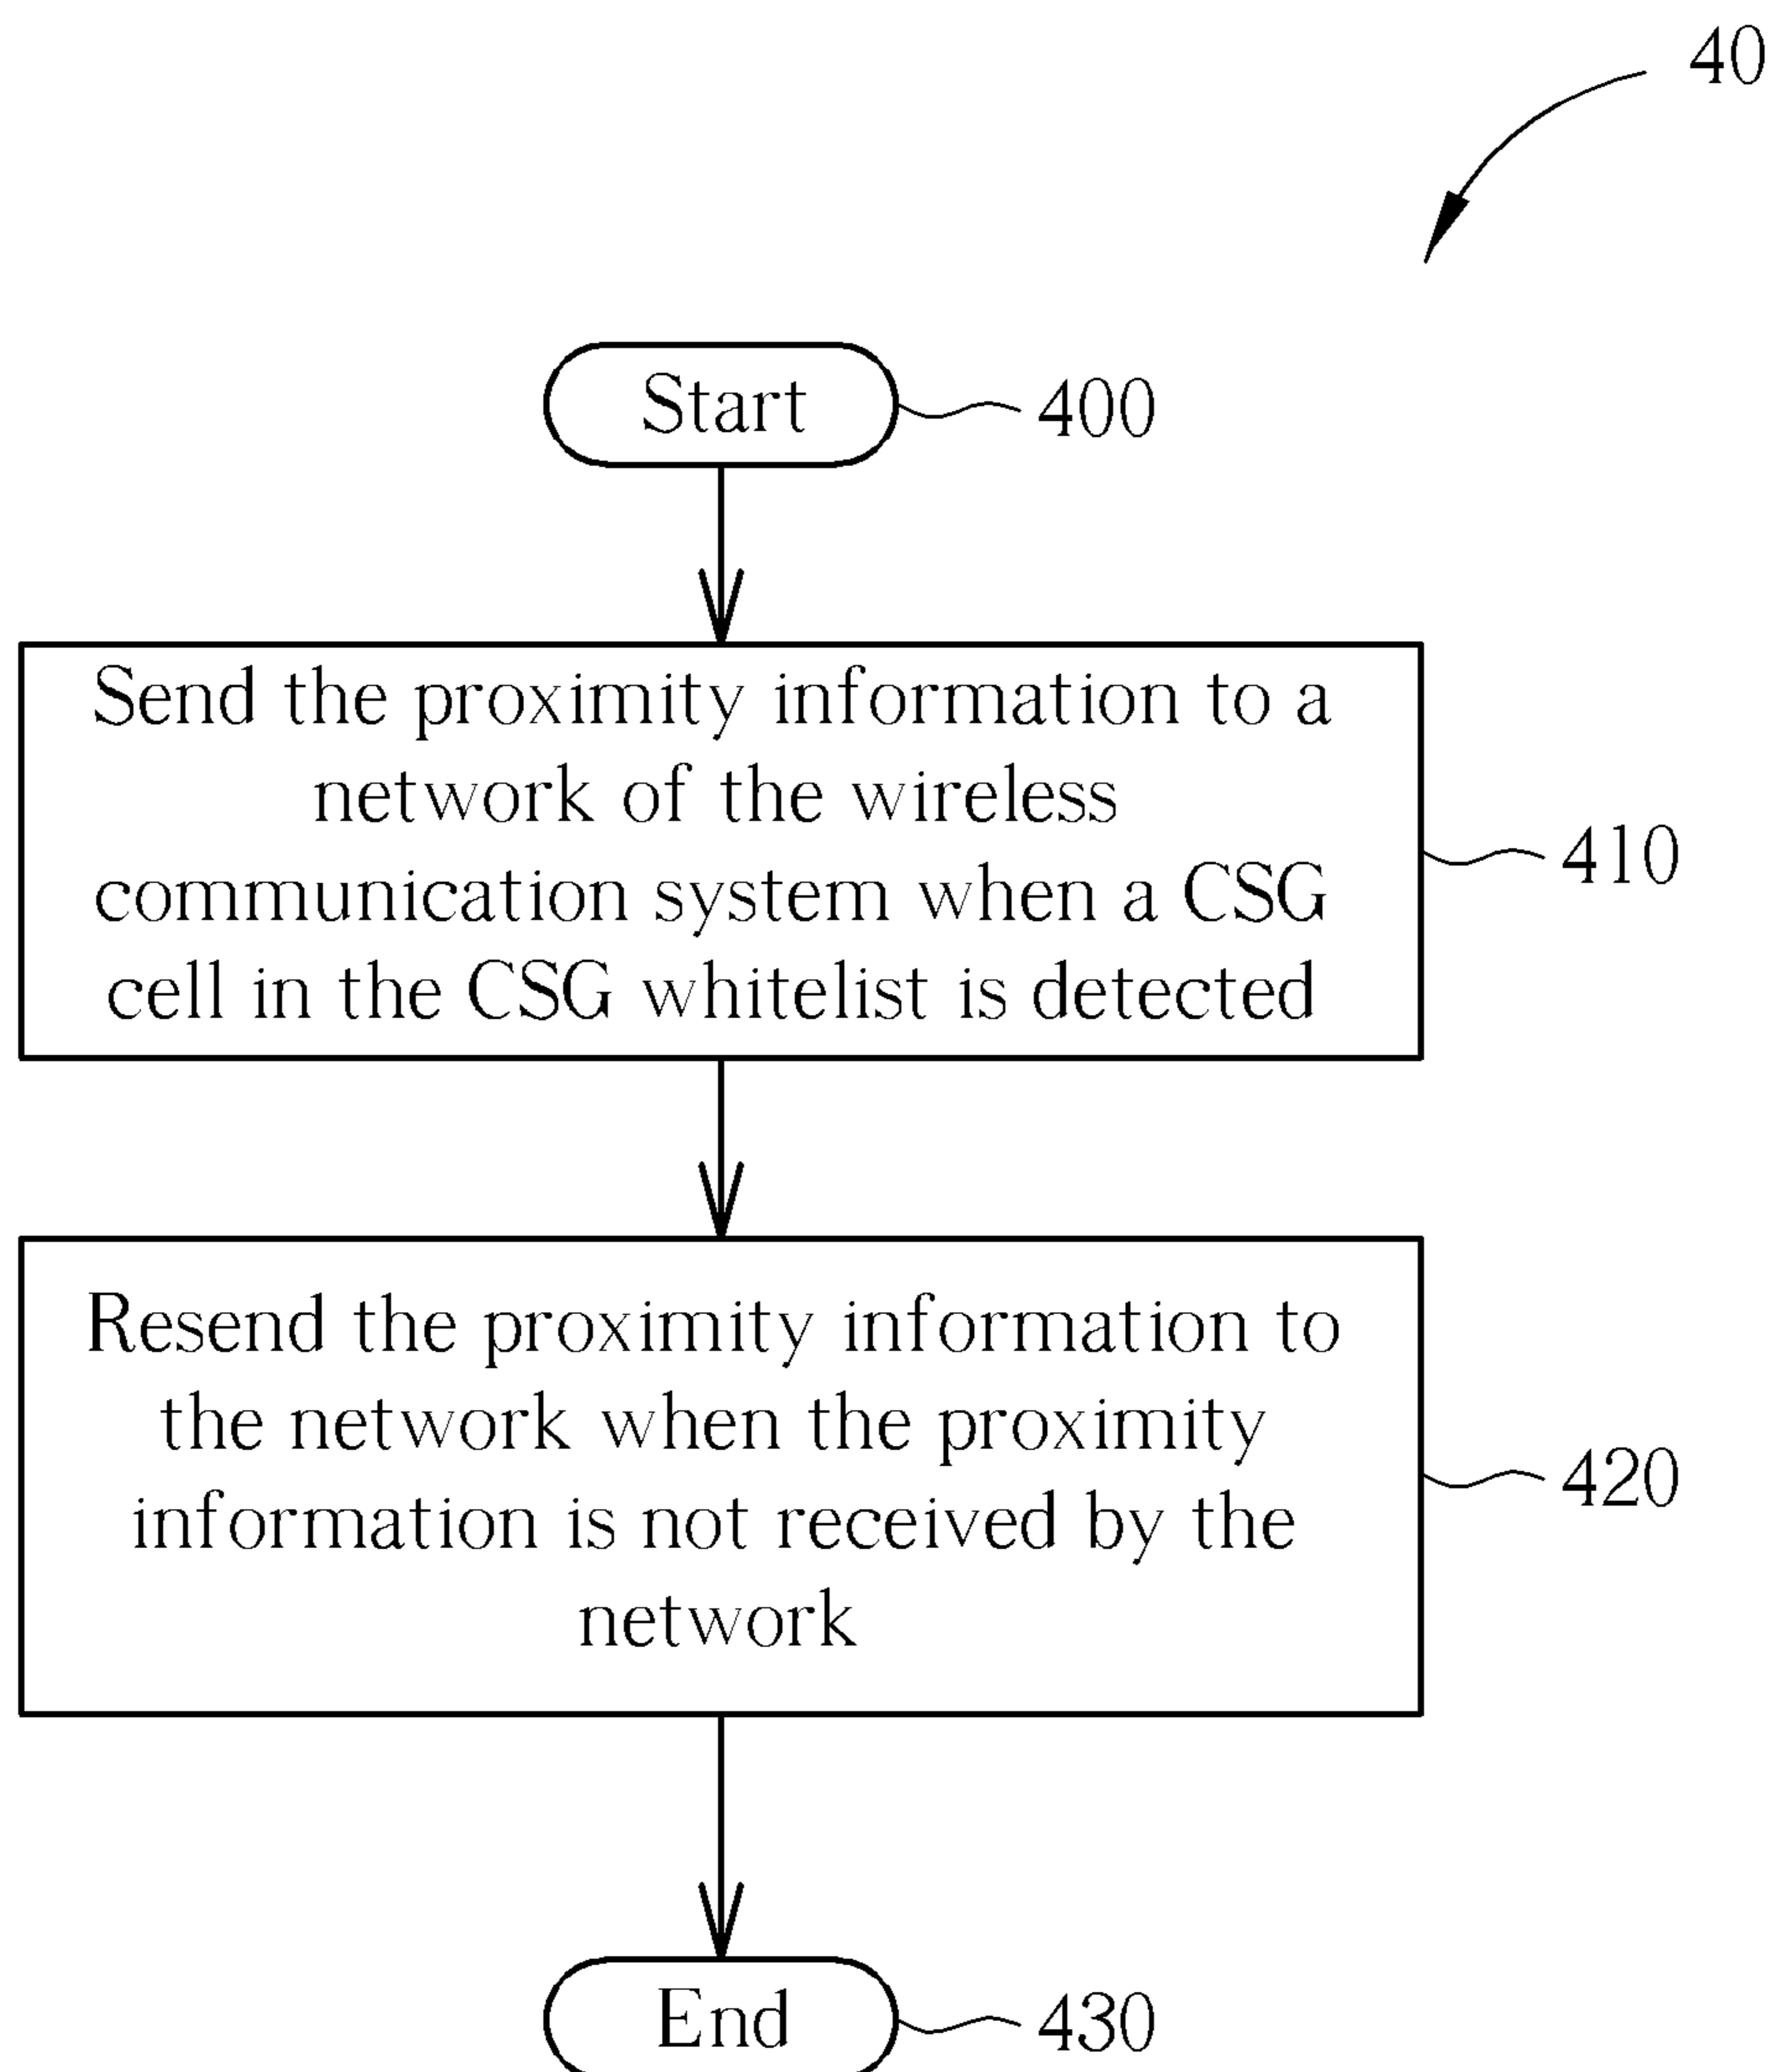 40
Start
400
Send the proximity information to a
network of the wireless
communication system when a CSG
cell in the CSG whitelist is detected
410
Resend the proximity information to
the network when the proximity
information is not received by the
network
420
End
430